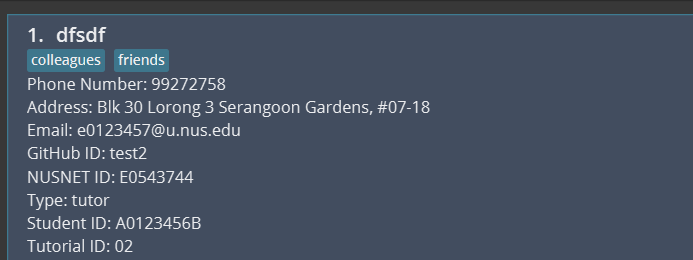 1. dfsdf
colleagues friends
Phone Number: 99272758
Address: Blk 30 Lorong 3 Serangoon Gardens, #07-18
Email: e0123457@u.nus.edu
GitHub ID: test2
NUSNET ID: E0543744
Type: tutor
Student ID: A0123456B
Tutorial ID: 02